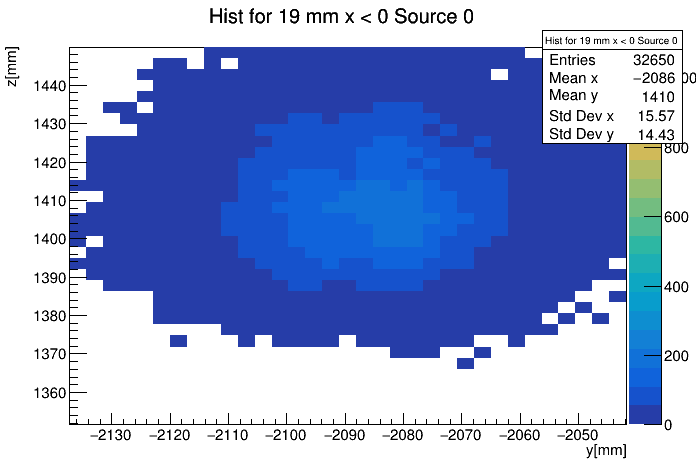 Hist for 19 mm x < 0 Source 0
z[mm]
Hist for 19 mm x < 0 Source 0
Entries 32650
Mean x −2086
Mean y 1410
Std Dev x 15.57
Std Dev y 14.43
1440
1430
1420
1410
1400
1390
1380
1370
1360
00
800
600
400
200
0
−2130 −2120 −2110 −2100 −2090 −2080 −2070 −2060 −2050
y[mm]